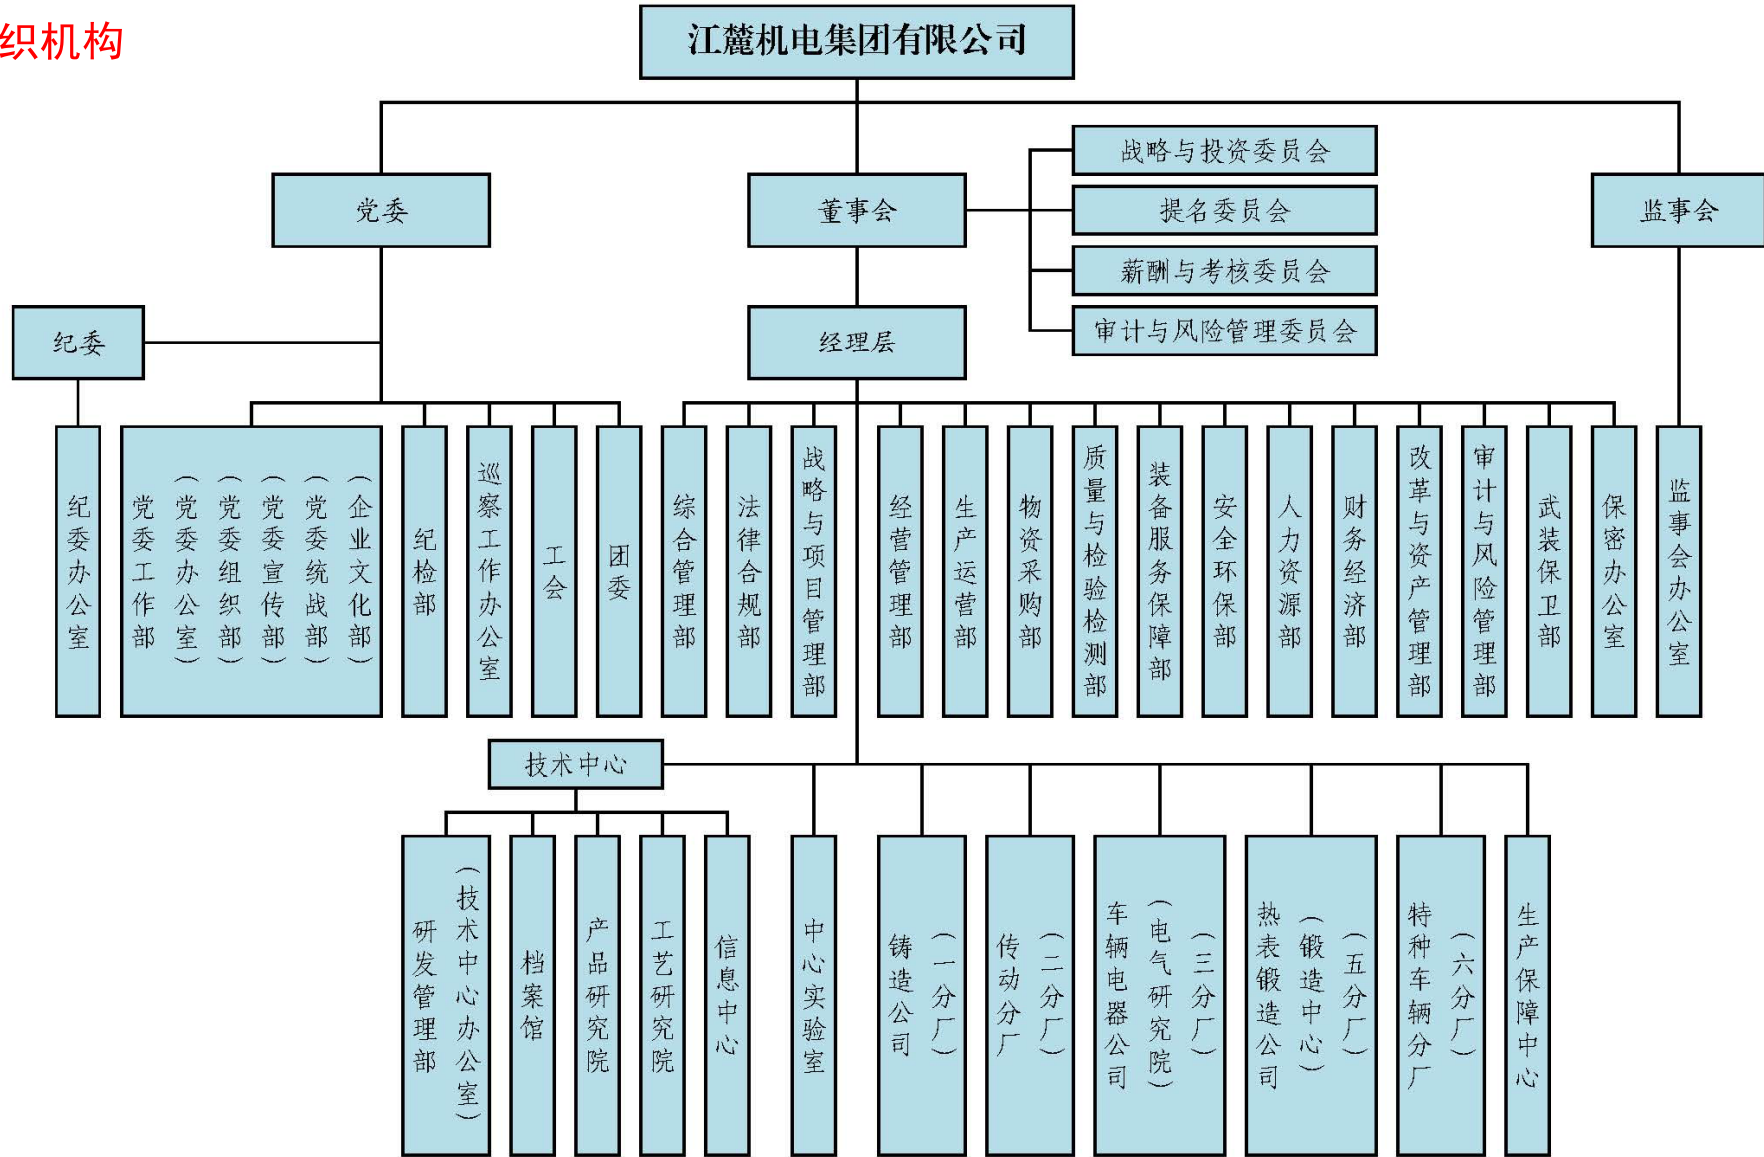 织机构
江麓机电集团有限公司
党委
董事会
监事会
战略与投资委员会
提名委员会
薪酬与考核委员会
审计与风险管理委员会
纪委
经理层
纪委办公室
党委工作部
（党委办公室）
（党委组织部）
（党委宣传部）
（党委统战部）
（企业文化部）
纪检部
巡察工作办公室
工会
团委
综合管理部
法律合规部
战略与项目管理部
经营管理部
生产运营部
物资采购部
质量与检验检测部
装备服务保障部
安全环保部
人力资源部
财务经济部
改革与资产管理部
审计与风险管理部
武装保卫部
保密办公室
监事会办公室
技术中心
研发管理部
（技术中心办公室）
档案馆
产品研究院
工艺研究院
信息中心
中心实验室
铸造公司
（一分厂）
传动分厂
（二分厂）
车辆电器公司
（电气研究院）
（三分厂）
热表锻造公司
（锻造中心）
（五分厂）
特种车辆分厂
（六分厂）
生产保障中心